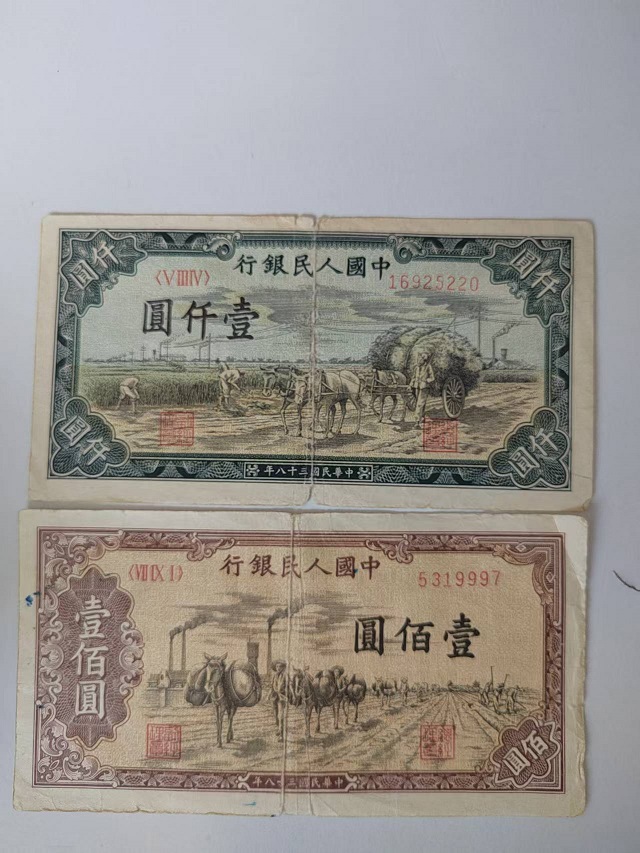 中國人民銀行
16925220
壹仟圓
仟圓
仟圓
仟圓
仟圓
中華民國三十八年
中國人民銀行
5319997
壹佰圓
壹佰圓
佰圓
中華民國三十八年